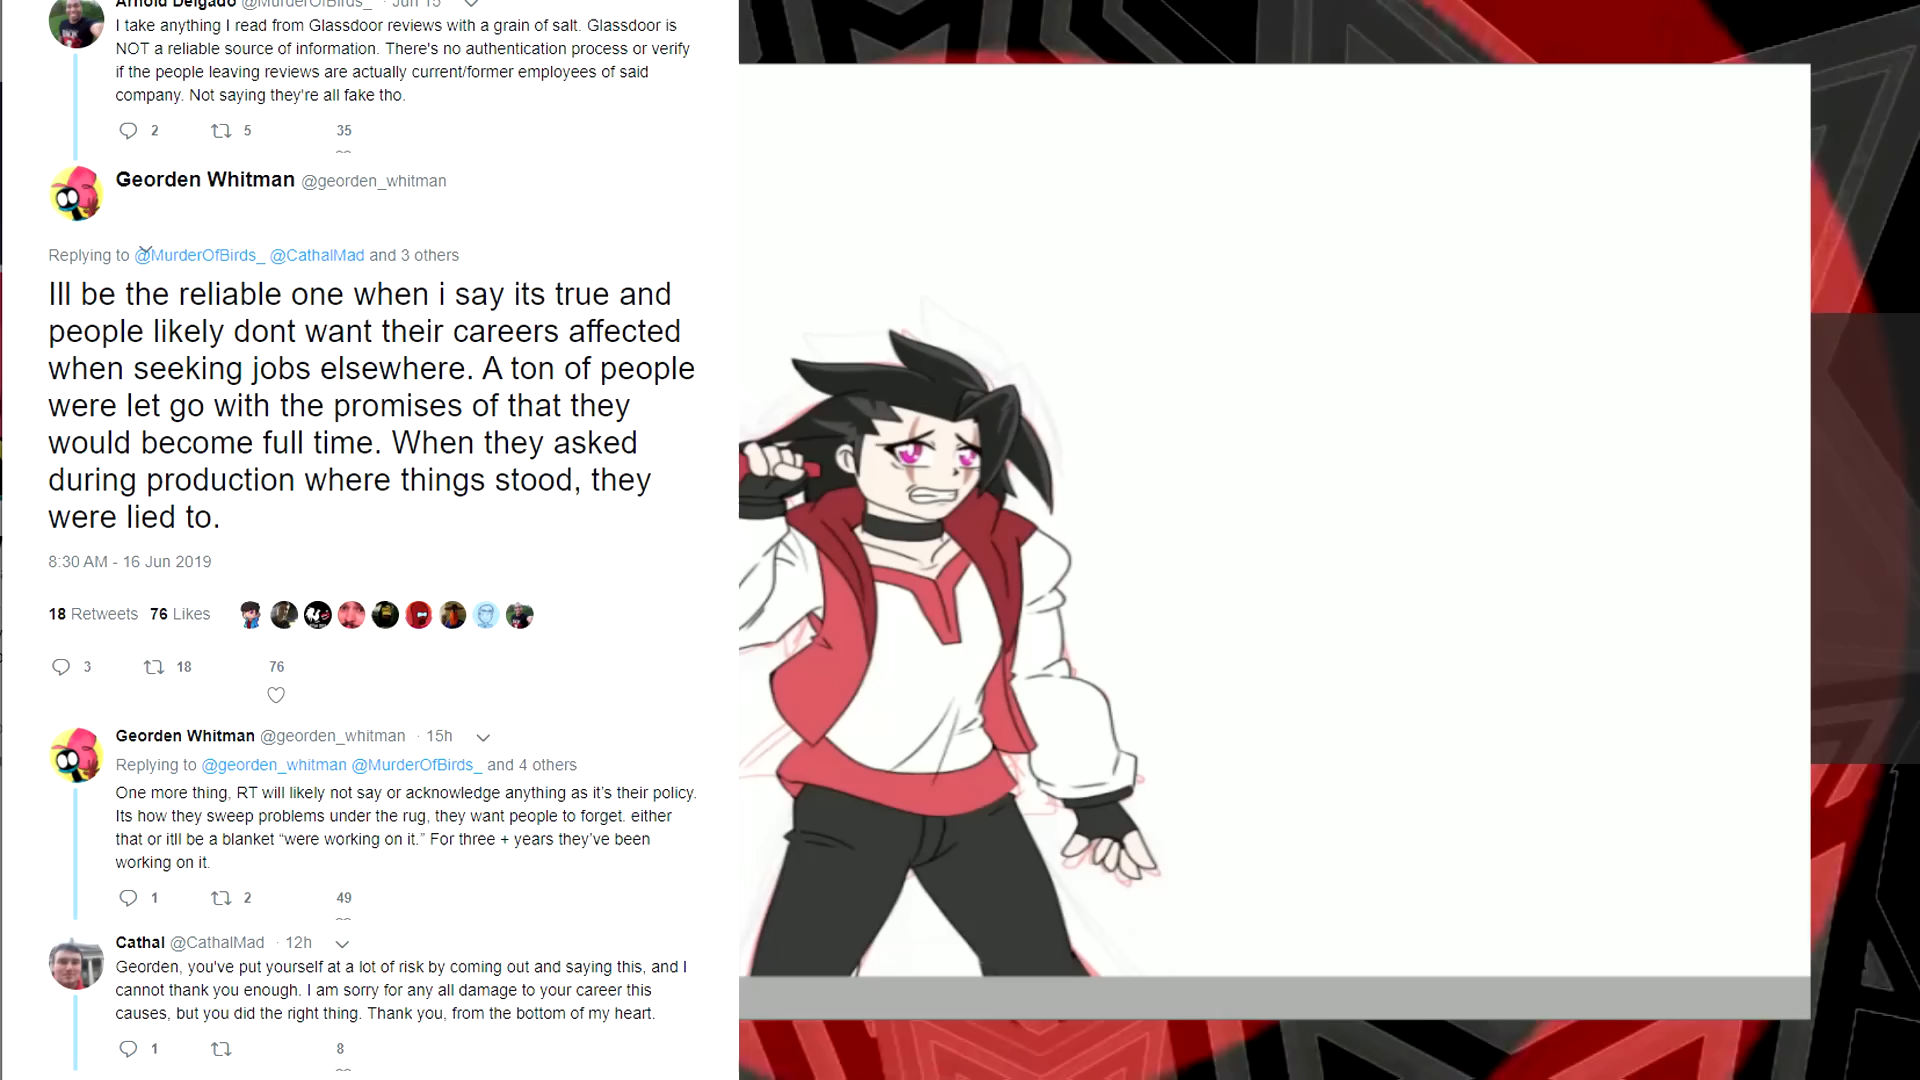 Arnold Delgado @MurderOfBirds_ · Jun 15
I take anything I read from Glassdoor reviews with a grain of salt. Glassdoor is
NOT a reliable source of information. There's no authentication process or verify
if the people leaving reviews are actually current/former employees of said
company. Not saying they're all fake tho.
2 5 35
Georden Whitman @georden_whitman
Replying to @MurderOfBirds_ @CathalMad and 3 others
Ill be the reliable one when i say its true and
people likely dont want their careers affected
when seeking jobs elsewhere. A ton of people
were let go with the promises of that they
would become full time. When they asked
during production where things stood, they
were lied to.
8:30 AM - 16 Jun 2019
18 Retweets 76 Likes
3 18 76
Georden Whitman @georden_whitman · 15h
Replying to @georden_whitman @MurderOfBirds_ and 4 others
One more thing, RT will likely not say or acknowledge anything as it's their policy.
Its how they sweep problems under the rug, they want people to forget. either
that or itll be a blanket “were working on it.” For three + years they've been
working on it.
1 2 49
Cathal @CathalMad · 12h
Georden, you've put yourself at a lot of risk by coming out and saying this, and I
cannot thank you enough. I am sorry for any all damage to your career this
causes, but you did the right thing. Thank you, from the bottom of my heart.
1 8